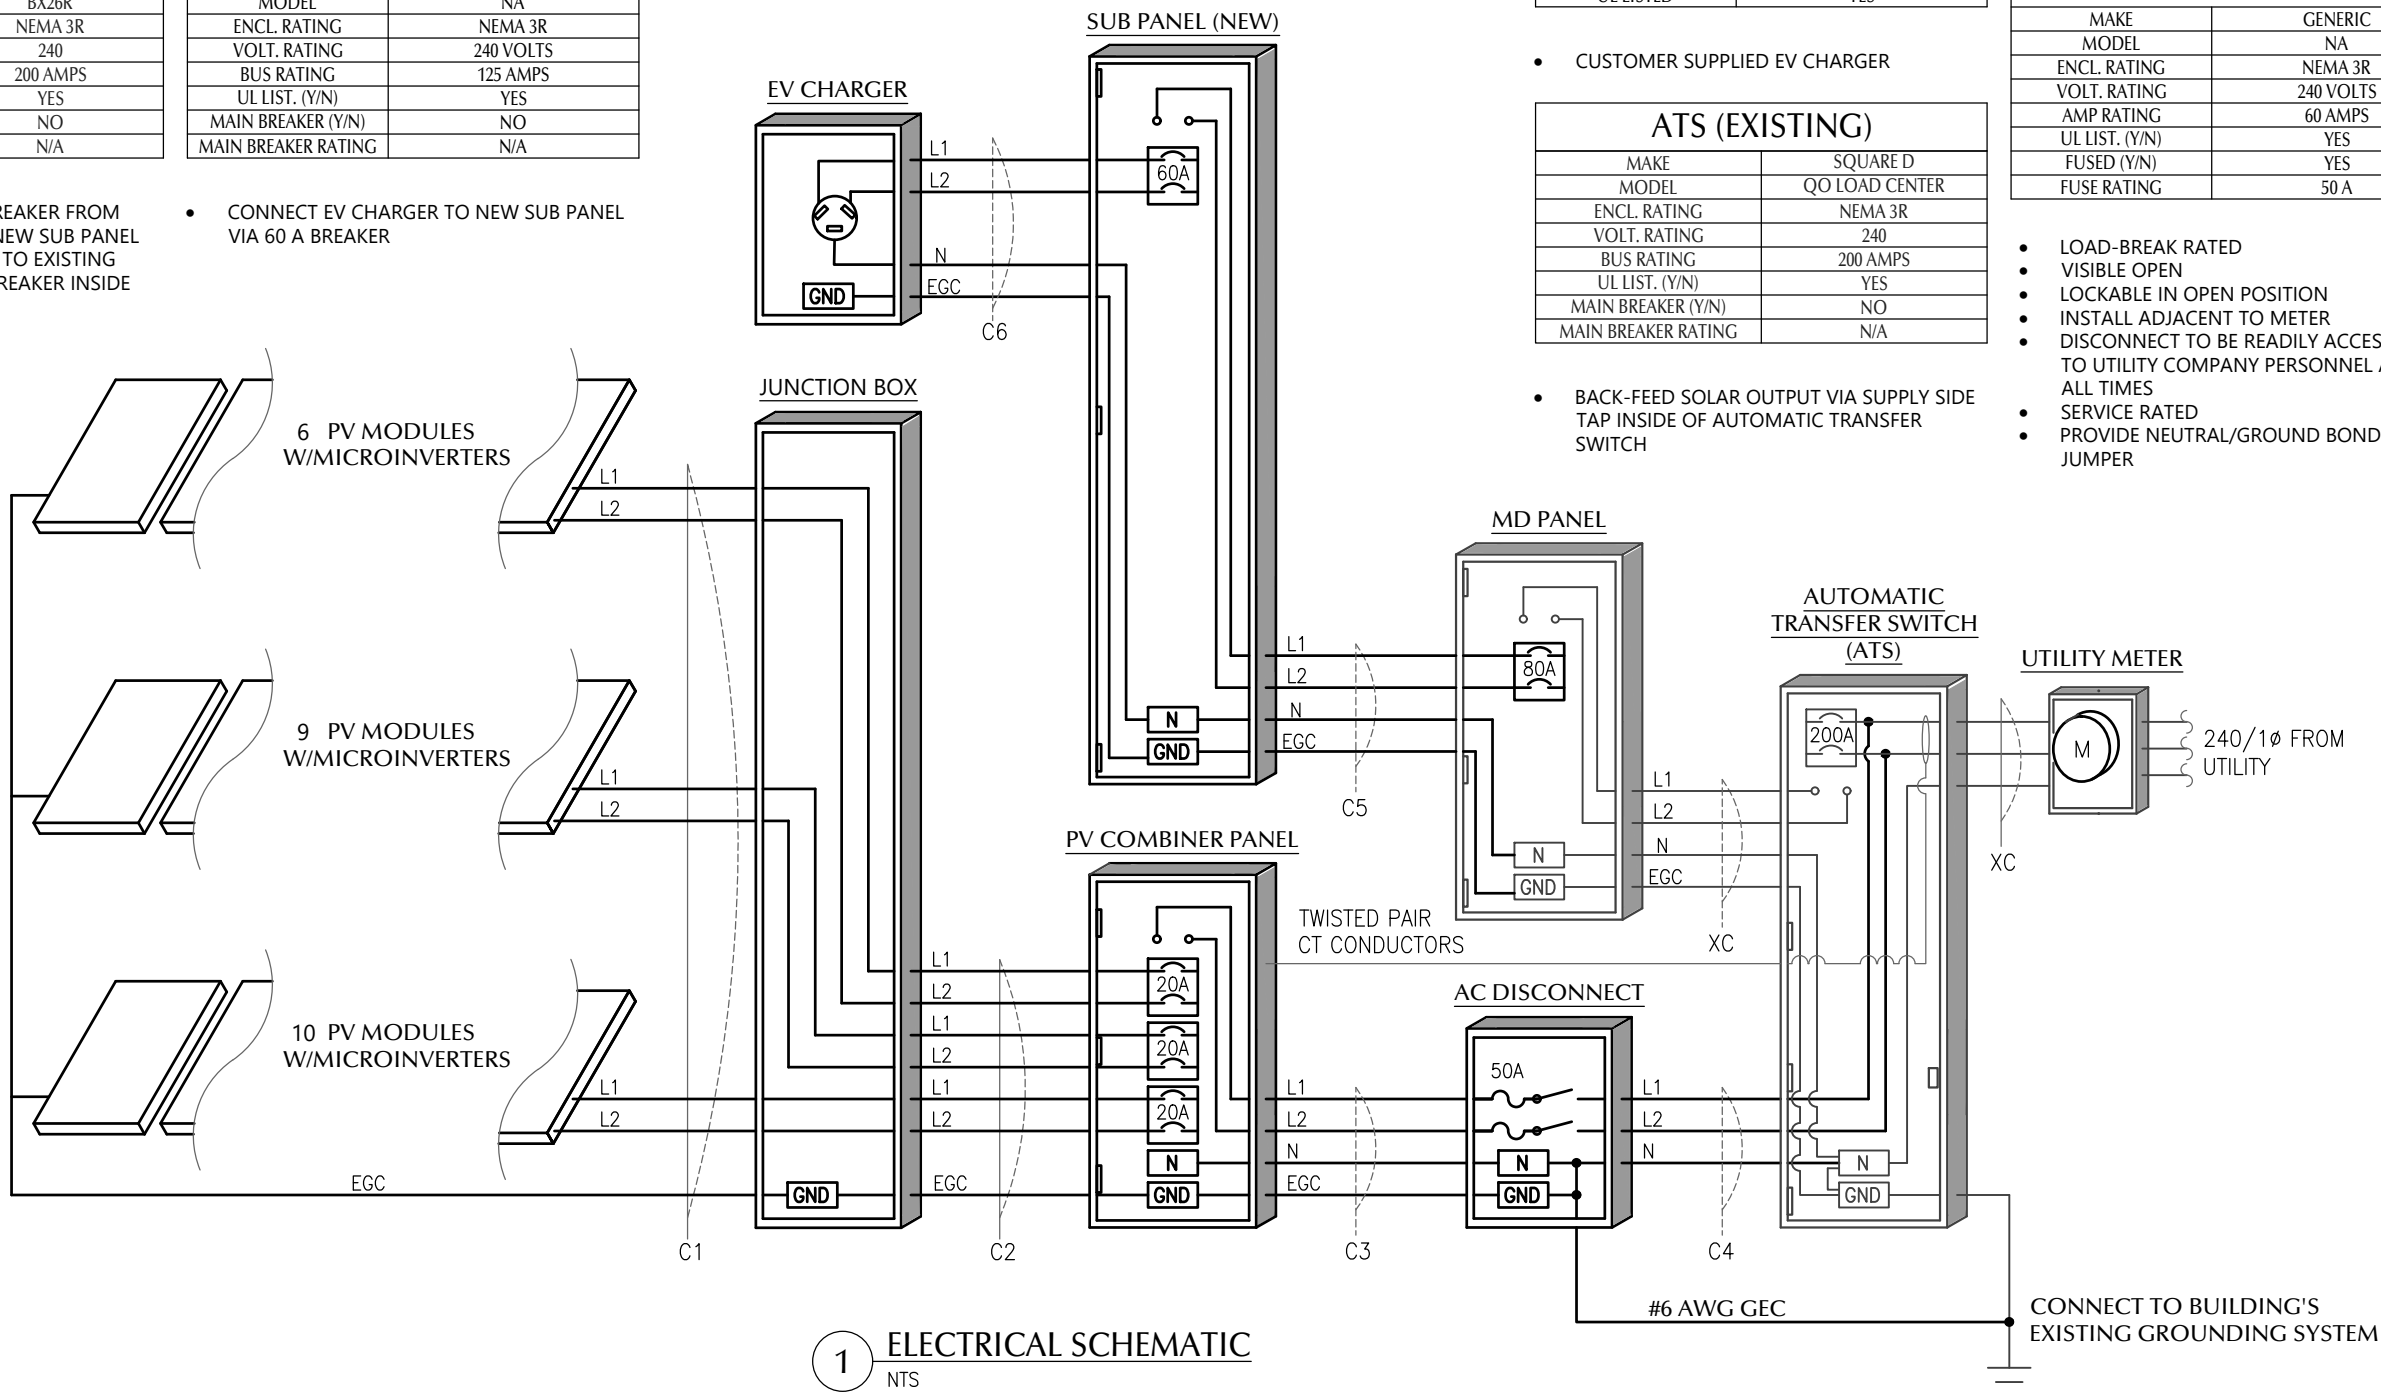 BX26R
NEMA 3R
240
200 AMPS
YES
NO
N/A
MODEL NA
ENCL. RATING NEMA 3R
VOLT. RATING 240 VOLTS
BUS RATING 125 AMPS
UL LIST. (Y/N) YES
MAIN BREAKER (Y/N) NO
MAIN BREAKER RATING N/A
FROM
NEW SUB PANEL
TO EXISTING
INSIDE
• CONNECT EV CHARGER TO NEW SUB PANEL
VIA 60 A BREAKER
EV CHARGER
GND
L1
L2
N
EGC
C6
SUB PANEL (NEW)
60A
N
GND
L1
L2
N
EGC
C5
YES
• CUSTOMER SUPPLIED EV CHARGER
ATS (EXISTING)
MAKE SQUARE D
MODEL QO LOAD CENTER
ENCL. RATING NEMA 3R
VOLT. RATING 240
BUS RATING 200 AMPS
UL LIST. (Y/N) YES
MAIN BREAKER (Y/N) NO
MAIN BREAKER RATING N/A
• BACK-FEED SOLAR OUTPUT VIA SUPPLY SIDE
TAP INSIDE OF AUTOMATIC TRANSFER
SWITCH
MAKE GENERIC
MODEL NA
ENCL. RATING NEMA 3R
VOLT. RATING 240 VOLTS
AMP RATING 60 AMPS
UL LIST. (Y/N) YES
FUSED (Y/N) YES
FUSE RATING 50 A
• LOAD-BREAK RATED
• VISIBLE OPEN
• LOCKABLE IN OPEN POSITION
• INSTALL ADJACENT TO METER
• DISCONNECT TO BE READILY
TO UTILITY COMPANY PERSONNEL
ALL TIMES
• SERVICE RATED
• PROVIDE NEUTRAL/GROUND BOND
JUMPER
6 PV MODULES
W/MICROINVERTERS
L1
L2
9 PV MODULES
W/MICROINVERTERS
L1
L2
10 PV MODULES
W/MICROINVERTERS
L1
L2
EGC
C1
JUNCTION BOX
GND
L1
L2
L1
L2
L1
L2
EGC
C2
PV COMBINER PANEL
20A
20A
20A
N
GND
TWISTED PAIR
CT CONDUCTORS
L1
L2
N
EGC
C3
MD PANEL
80A
N
GND
L1
L2
N
EGC
XC
AC DISCONNECT
50A
N
GND
L1
L2
N
C4
AUTOMATIC
TRANSFER SWITCH
(ATS)
200A
N
GND
XC
UTILITY METER
M
240/1ø FROM
UTILITY
#6 AWG GEC
CONNECT TO BUILDING'S
EXISTING GROUNDING SYSTEM
1 ELECTRICAL SCHEMATIC
NTS